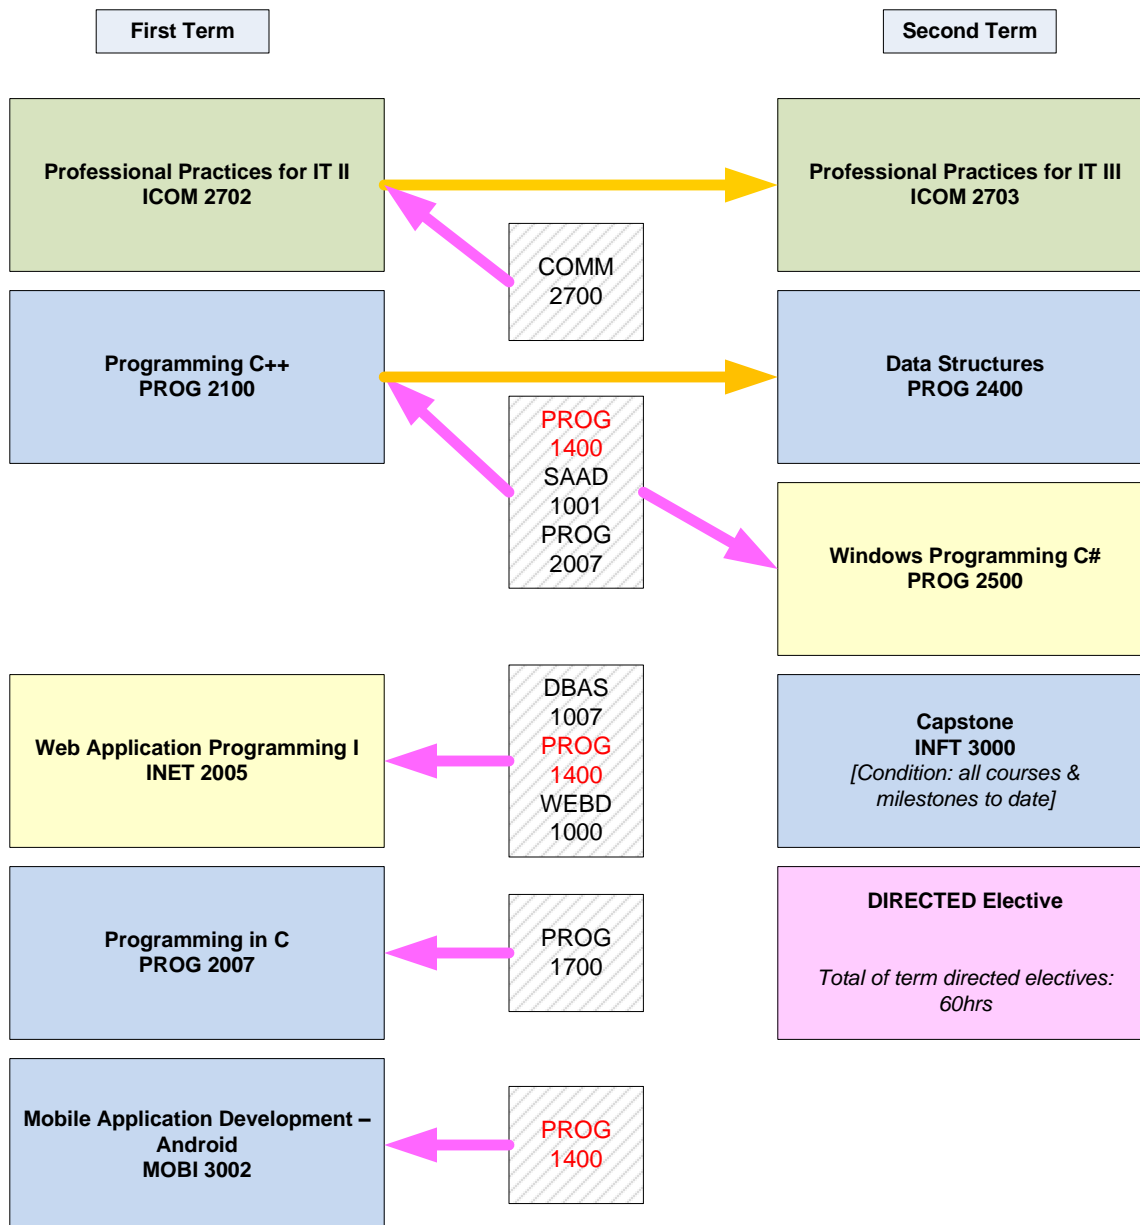 First Term
Second Term
Professional Practices for IT II
ICOM 2702
Professional Practices for IT III
ICOM 2703
COMM
2700
Programming C++
PROG 2100
Data Structures
PROG 2400
PROG
1400
SAAD
1001
PROG
2007
Windows Programming C#
PROG 2500
Web Application Programming I
INET 2005
DBAS
1007
PROG
1400
WEBD
1000
Capstone
INFT 3000
[Condition: all courses &
milestones to date]
Programming in C
PROG 2007
PROG
1700
DIRECTED Elective
Total of term directed electives:
60hrs
Mobile Application Development –
Android
MOBI 3002
PROG
1400